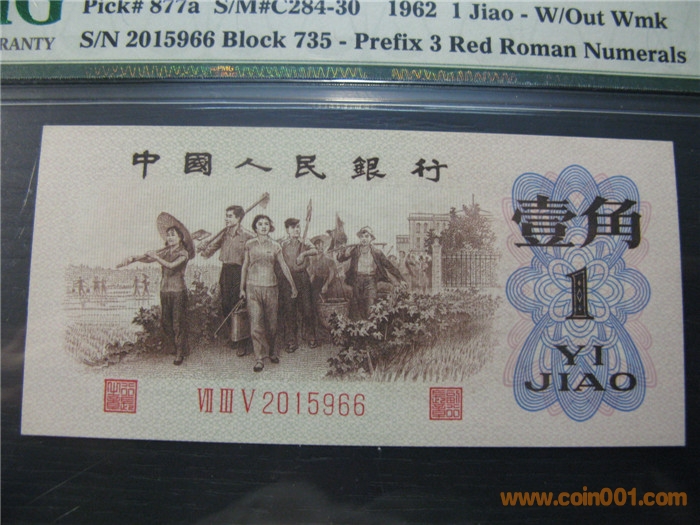 Pick# 877a S/M#C284-30 1962 1 Jiao - W/Out Wmk
RANTY S/N 2015966 Block 735 - Prefix 3 Red Roman Numerals
中國人民銀行
壹角
1
YI
JIAO
VII III V 2015966
www.coin001.com